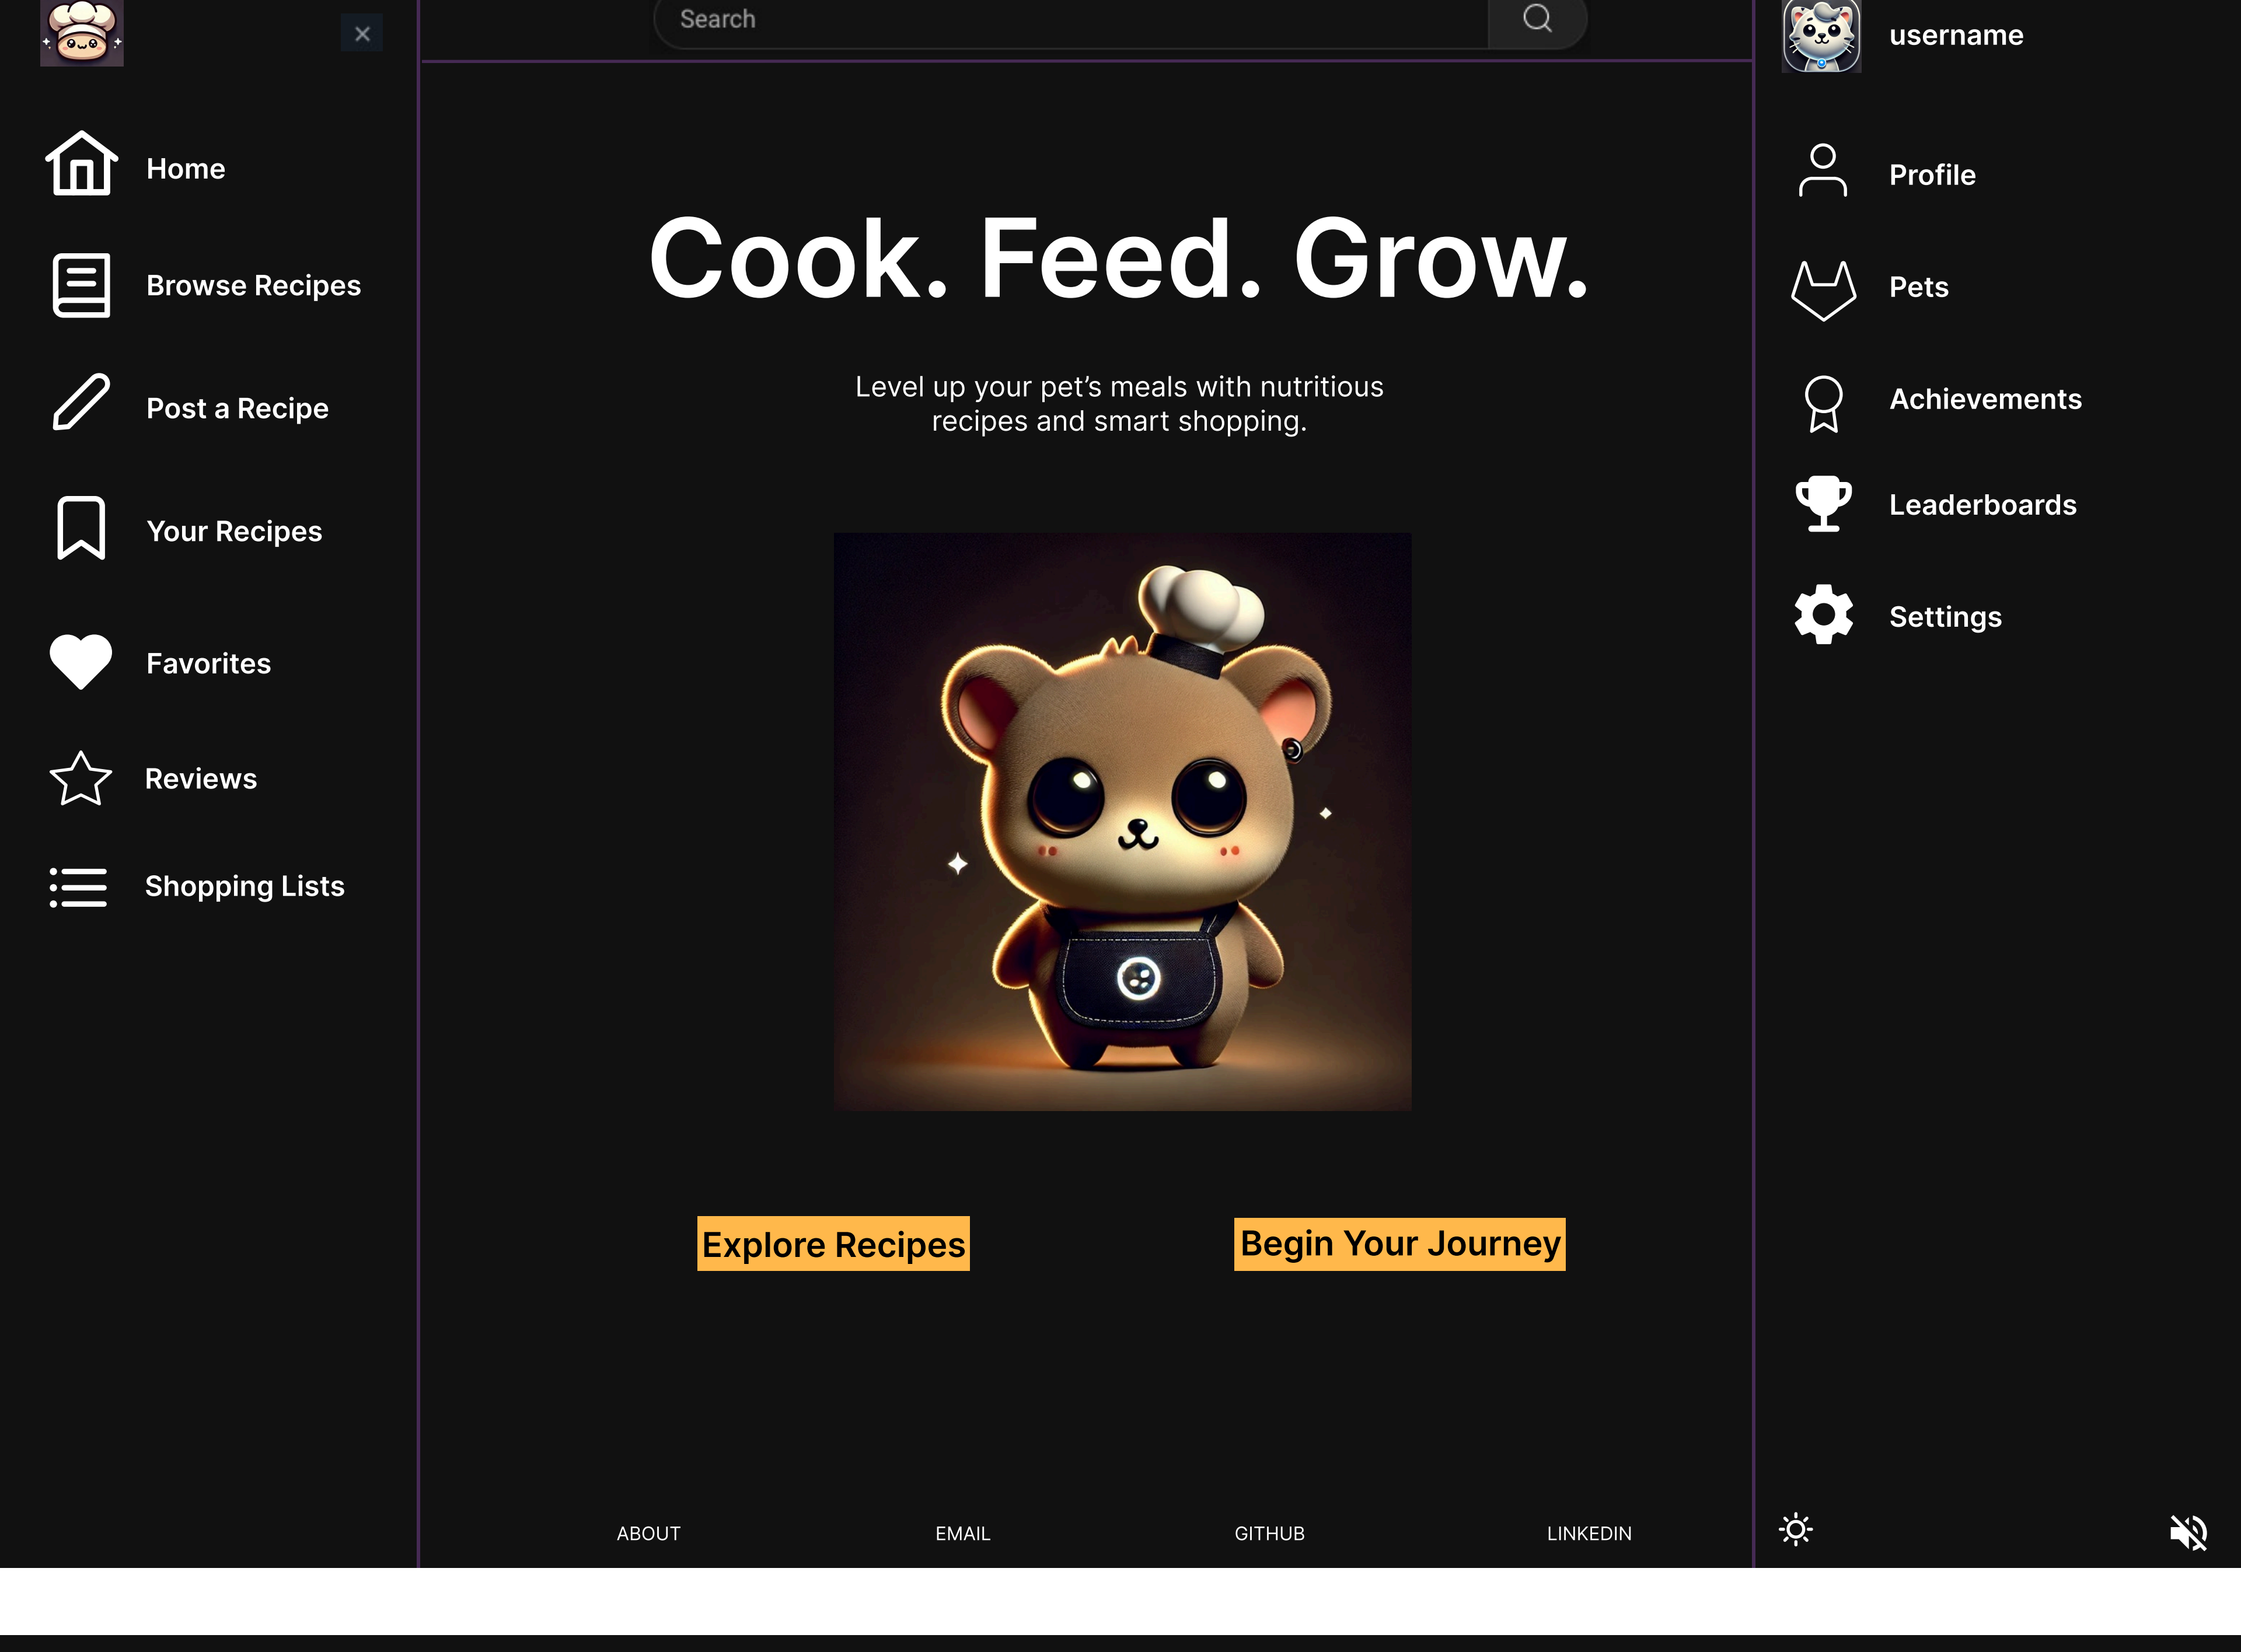 Search
username
Home
Browse Recipes
Post a Recipe
Your Recipes
Favorites
Reviews
Shopping Lists
Cook. Feed. Grow.
Level up your pet’s meals with nutritious
recipes and smart shopping.
Explore Recipes
Begin Your Journey
Profile
Pets
Achievements
Leaderboards
Settings
ABOUT
EMAIL
GITHUB
LINKEDIN